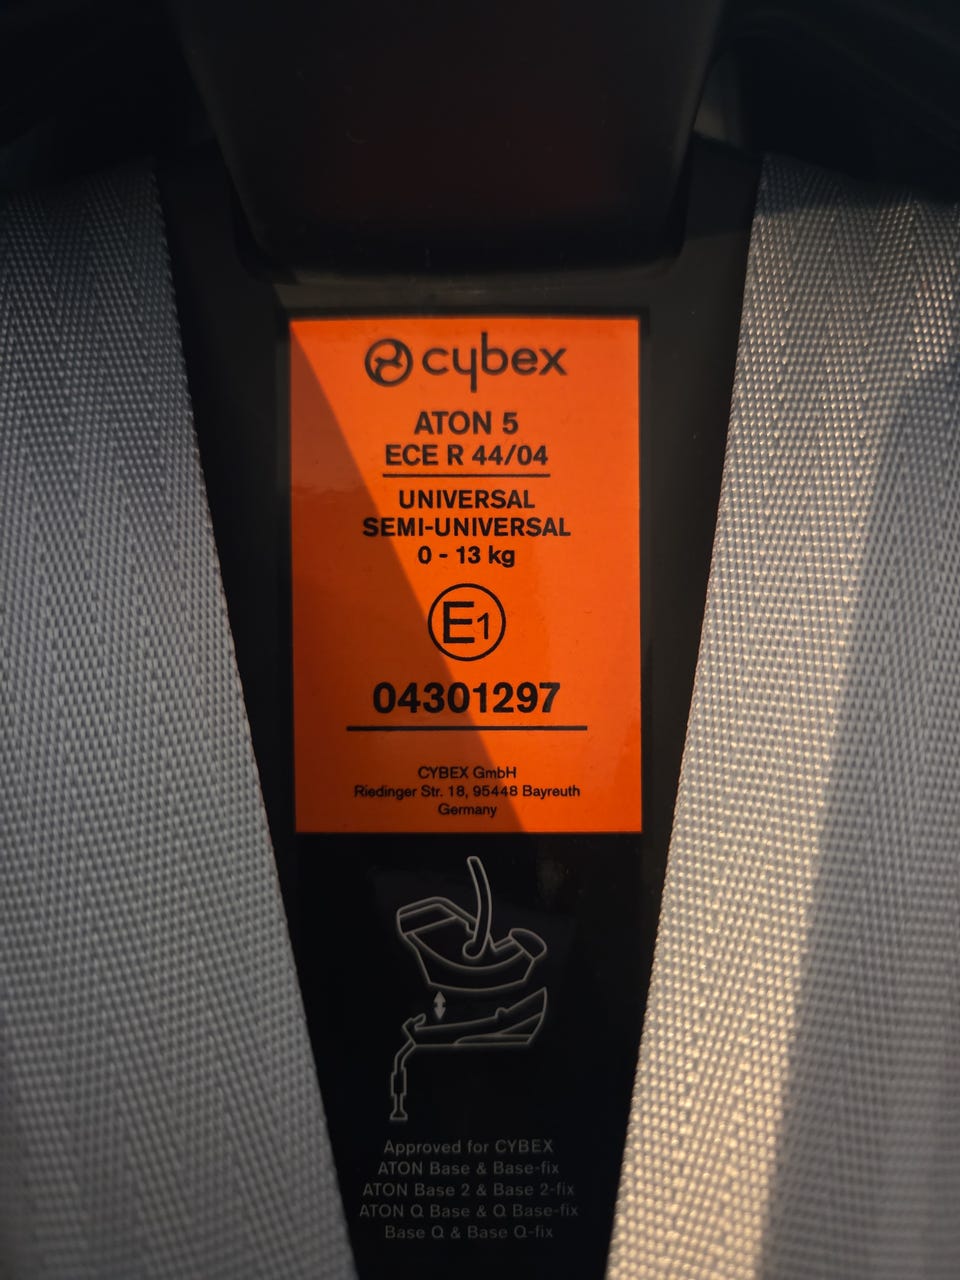 cybex
ATON 5
ECE R 44/04
UNIVERSAL
SEMI-UNIVERSAL
0 - 13 kg
E1
04301297
CYBEX GmbH
Riedinger Str. 18, 95448 Bayreuth
Germany
Approved for CYBEX
ATON Base & Base-fix
ATON Base 2 & Base 2-fix
ATON Q Base & Q Base-fix
Base Q & Base Q-fix